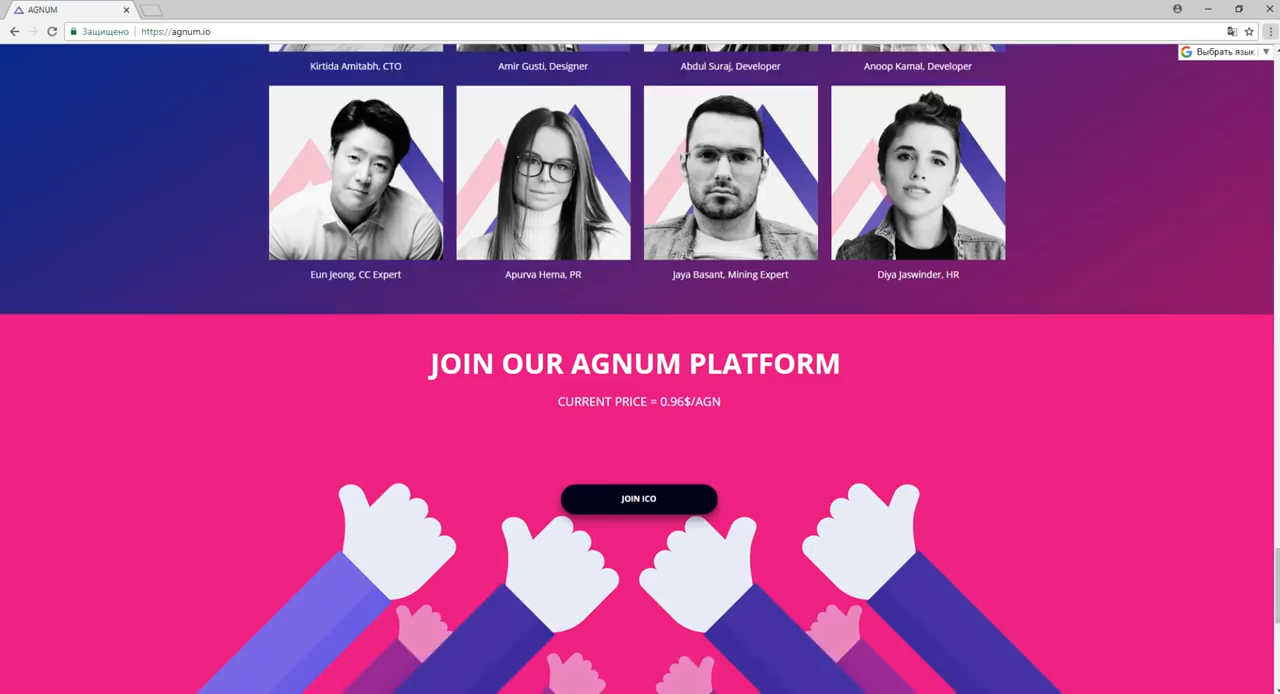 AGNUM
Защищено
https://agnum.io
Выбрать язык
Kirtida Amitabh, CTO
Amir Gusti, Designer
Abdul Suraj, Developer
Anoop Kamal, Developer
Eun Jeong, CC Expert
Apurva Hema, PR
Jaya Basant, Mining Expert
Diya Jaswinder, HR
JOIN OUR AGNUM PLATFORM
CURRENT PRICE = 0.96$/AGN
JOIN ICO